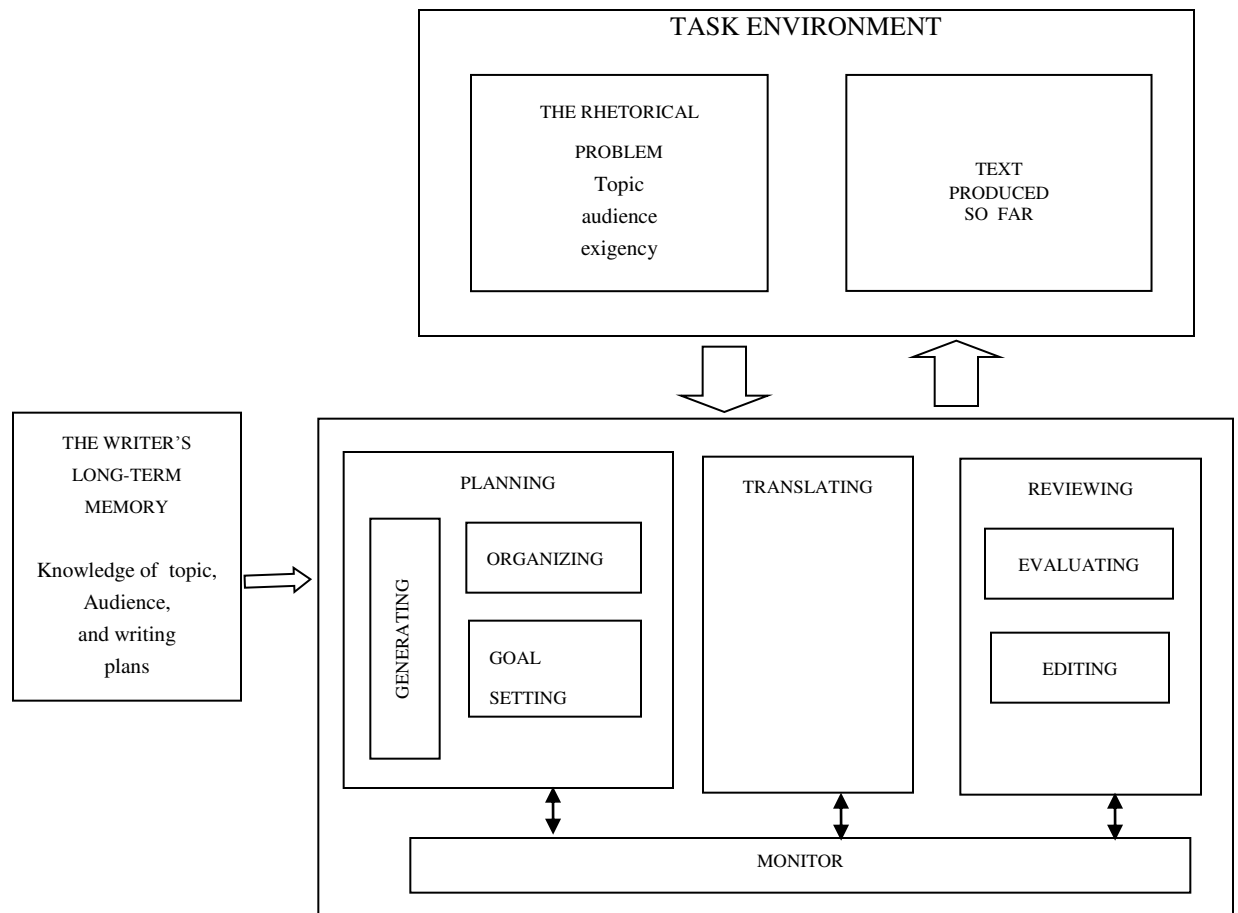 TASK ENVIRONMENT
THE RHETORICAL
PROBLEM
Topic
audience
exigency
TEXT
PRODUCED
SO FAR
THE WRITER’S
LONG-TERM
MEMORY
Knowledge of topic,
Audience,
and writing
plans
PLANNING
GENERATING
ORGANIZING
GOAL
SETTING
TRANSLATING
REVIEWING
EVALUATING
EDITING
MONITOR